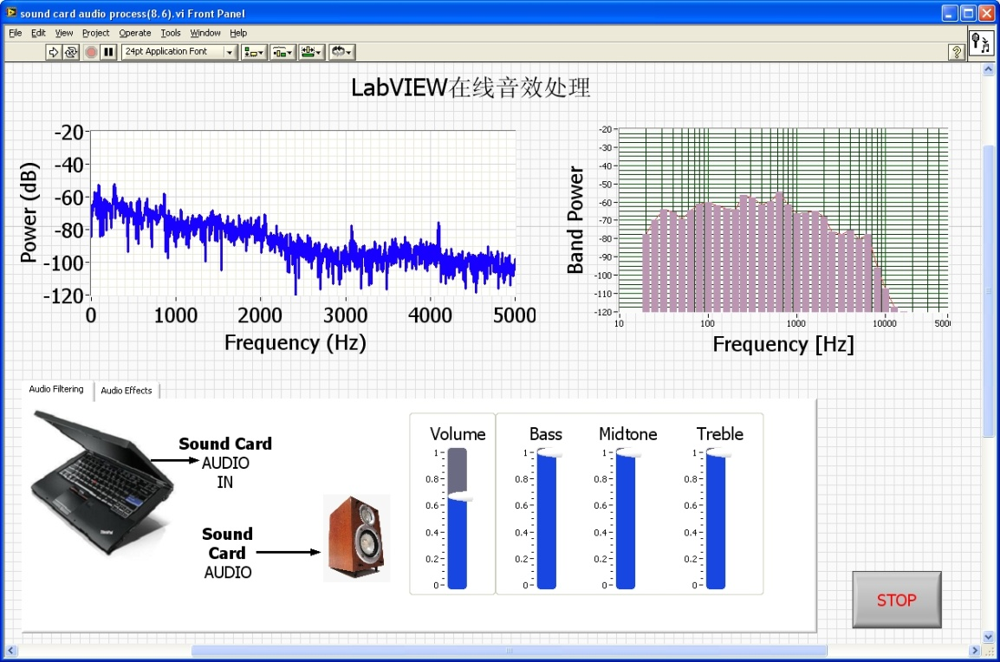 sound card audio process(8.6).vi Front Panel
File Edit View Project Operate Tools Window Help
24pt Application Font
?
LabVIEW在线音效处理
Power (dB)
-20
-40
-60
-80
-100
-120
0 1000 2000 3000 4000 5000
Frequency (Hz)
Band Power
-20
-30
-40
-50
-60
-70
-80
-90
-100
-110
-120
10 100 1000 10000 5000
Frequency [Hz]
Audio Filtering Audio Effects
Sound Card
AUDIO
IN
Sound
Card
AUDIO
ThinkPad
Volume Bass Midtone Treble
1 1 1 1
0.8 0.8 0.8 0.8
0.6 0.6 0.6 0.6
0.4 0.4 0.4 0.4
0.2 0.2 0.2 0.2
0 0 0 0
STOP